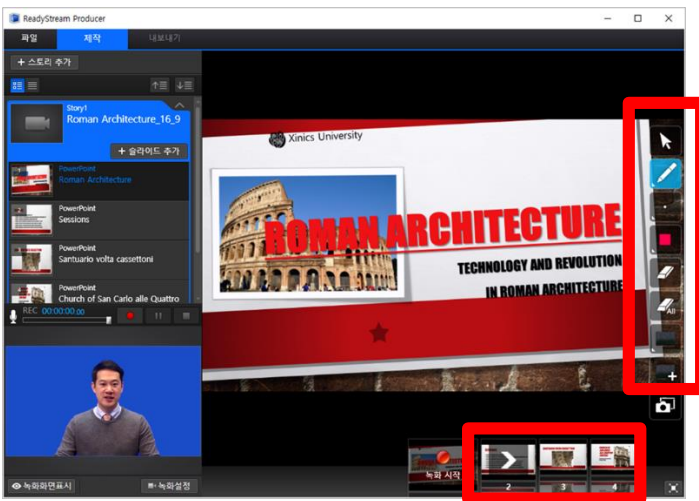 ReadyStream Producer
파일 제작 내보내기
+ 스토리 추가
Story1
Roman Architecture_16_9
+ 슬라이드 추가
PowerPoint
Roman Architecture
PowerPoint
Sessions
PowerPoint
Santuario volta cassettoni
PowerPoint
Church of San Carlo alle Quattro
REC 00:00:00.00
녹화화면표시
녹화설정
Xinics University
ROMAN ARCHITECTURE
TECHNOLOGY AND REVOLUTION
IN ROMAN ARCHITECTURE
All
녹화 시작
2 3 4